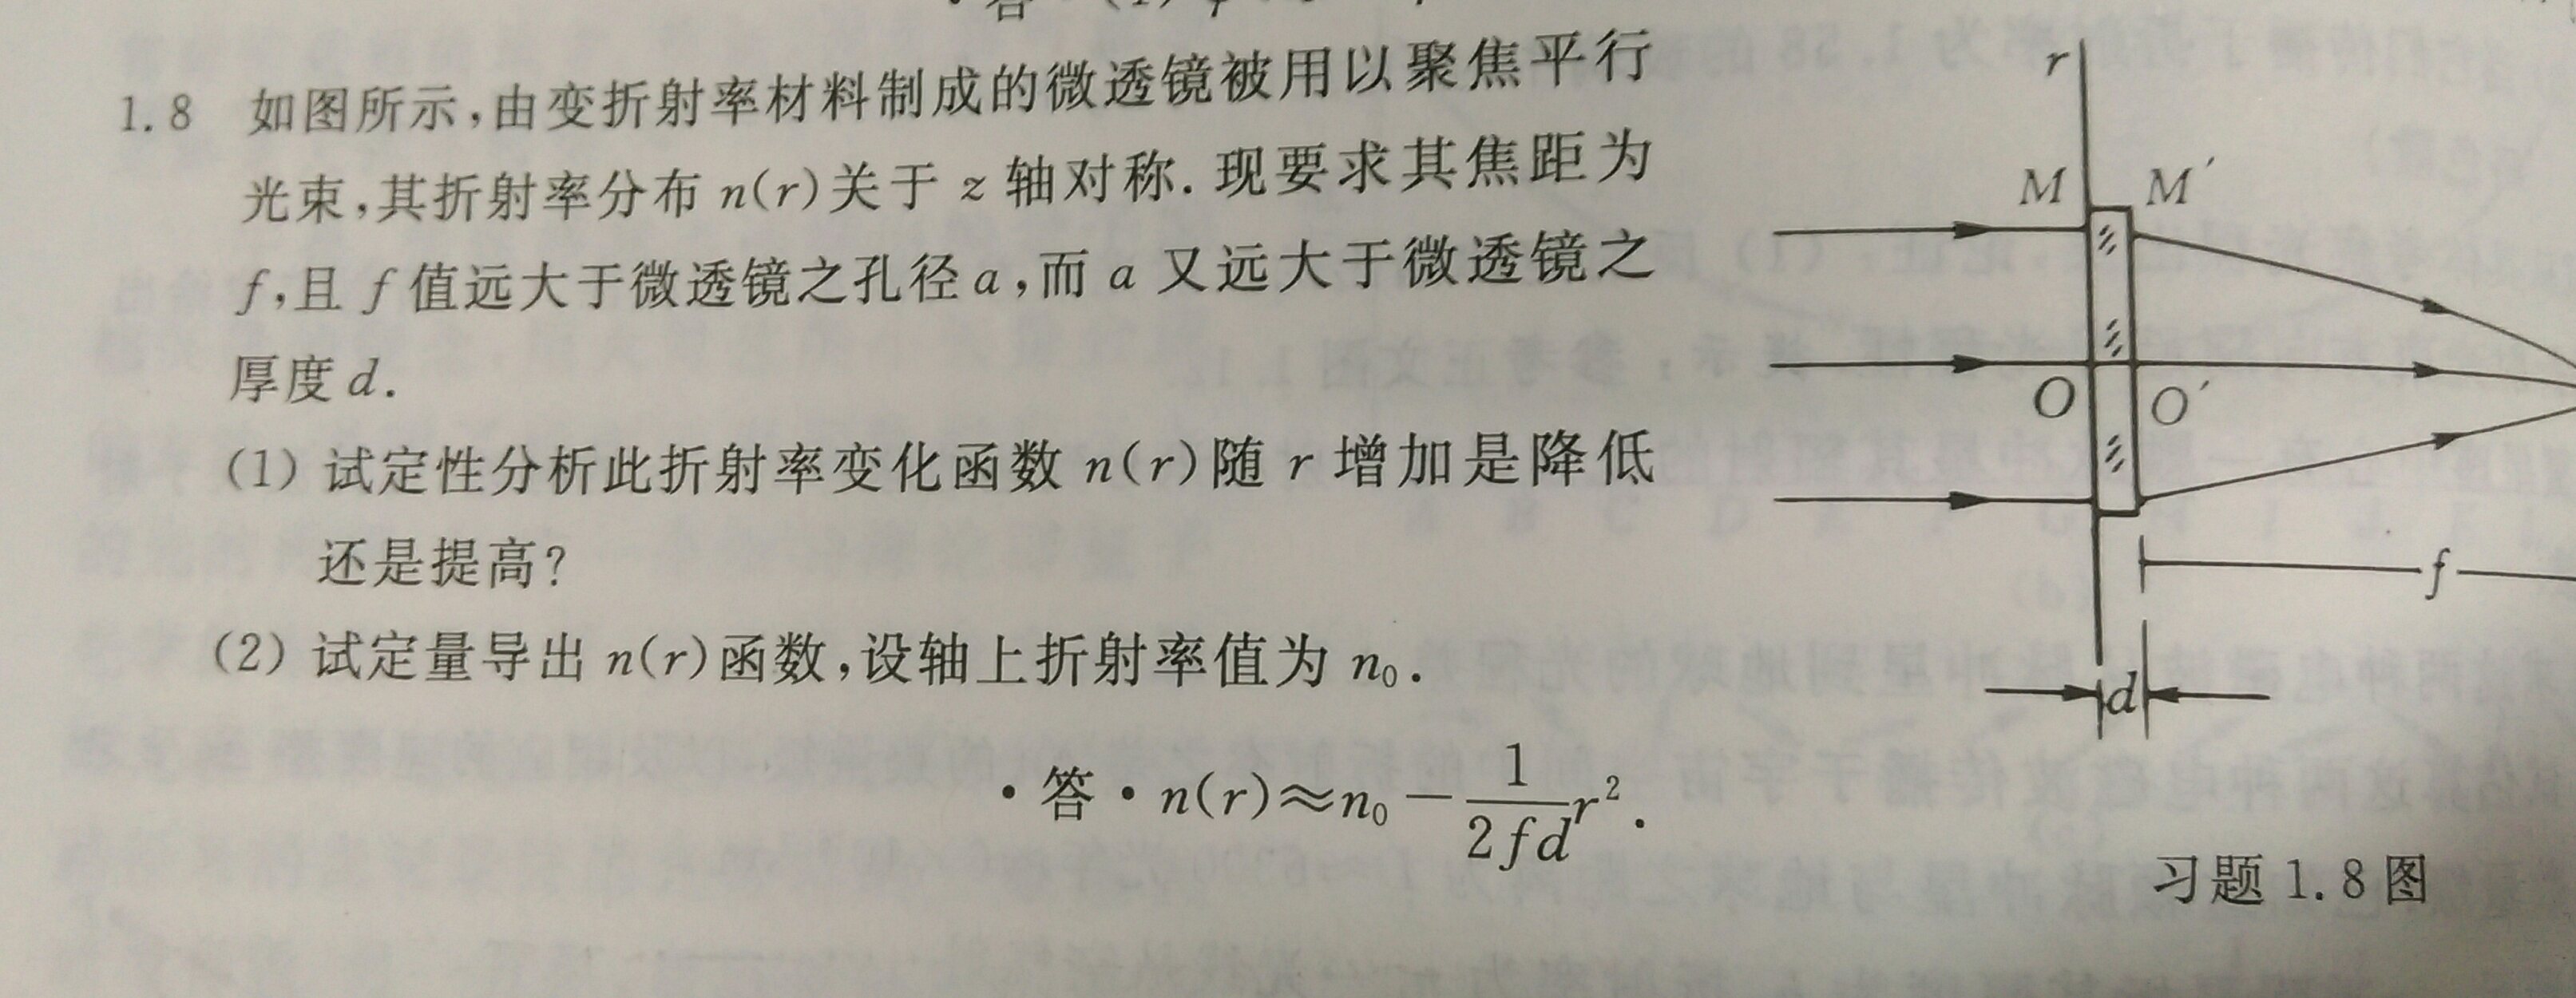 1.8 如图所示,由变折射率材料制成的微透镜被用以聚焦平行
光束,其折射率分布 n(r)关于 z 轴对称. 现要求其焦距为
f,且 f 值远大于微透镜之孔径a,而 a 又远大于微透镜之
厚度 d.
(1) 试定性分析此折射率变化函数 n(r)随 r 增加是降低
还是提高?
(2) 试定量导出 n(r)函数,设轴上折射率值为 n₀.
·答· n(r)≈n₀－\frac{1}{2fd}r².
r
M M′
O O′
f
d
习题 1.8 图